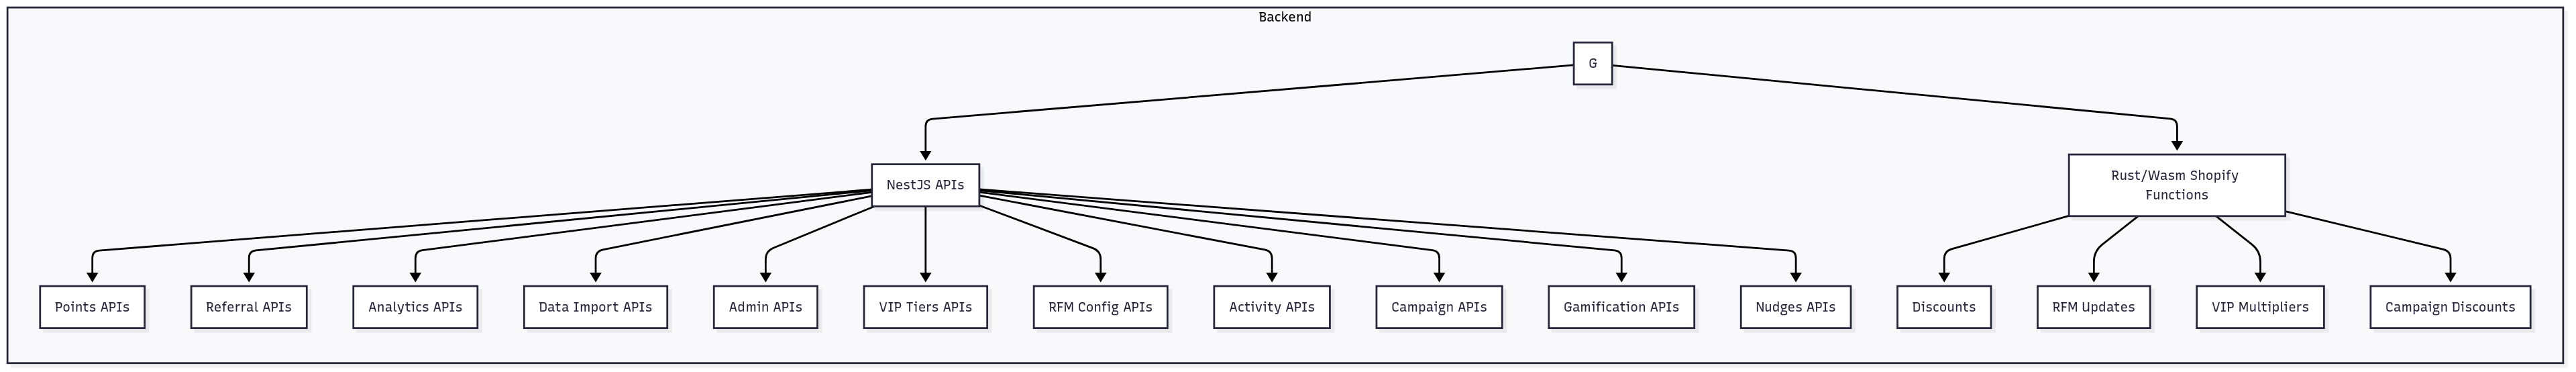 Backend
G
NestJS APIs
Rust/Wasm Shopify
Functions
Points APIs
Referral APIs
Analytics APIs
Data Import APIs
Admin APIs
VIP Tiers APIs
RFM Config APIs
Activity APIs
Campaign APIs
Gamification APIs
Nudges APIs
Discounts
RFM Updates
VIP Multipliers
Campaign Discounts